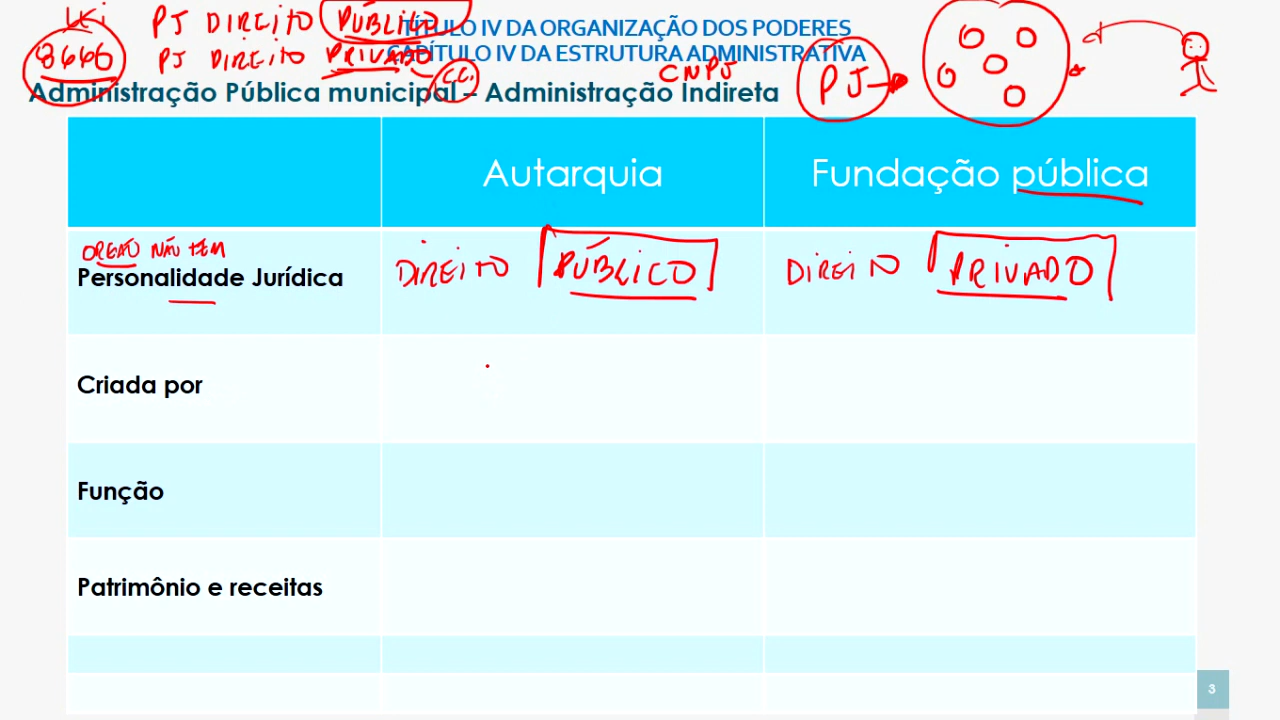 LEI PJ DIREITO PÚBLICO
TÍTULO IV DA ORGANIZAÇÃO DOS PODERES
8666 PJ DIREITO PRIVADO
CAPÍTULO IV DA ESTRUTURA ADMINISTRATIVA
C.C.
CNPJ
PJ
Administração Pública municipal – Administração Indireta
Autarquia Fundação pública
ORGÃO NÃO TEM
Personalidade Jurídica DIREITO PÚBLICO DIREITO PRIVADO
Criada por
Função
Patrimônio e receitas
3